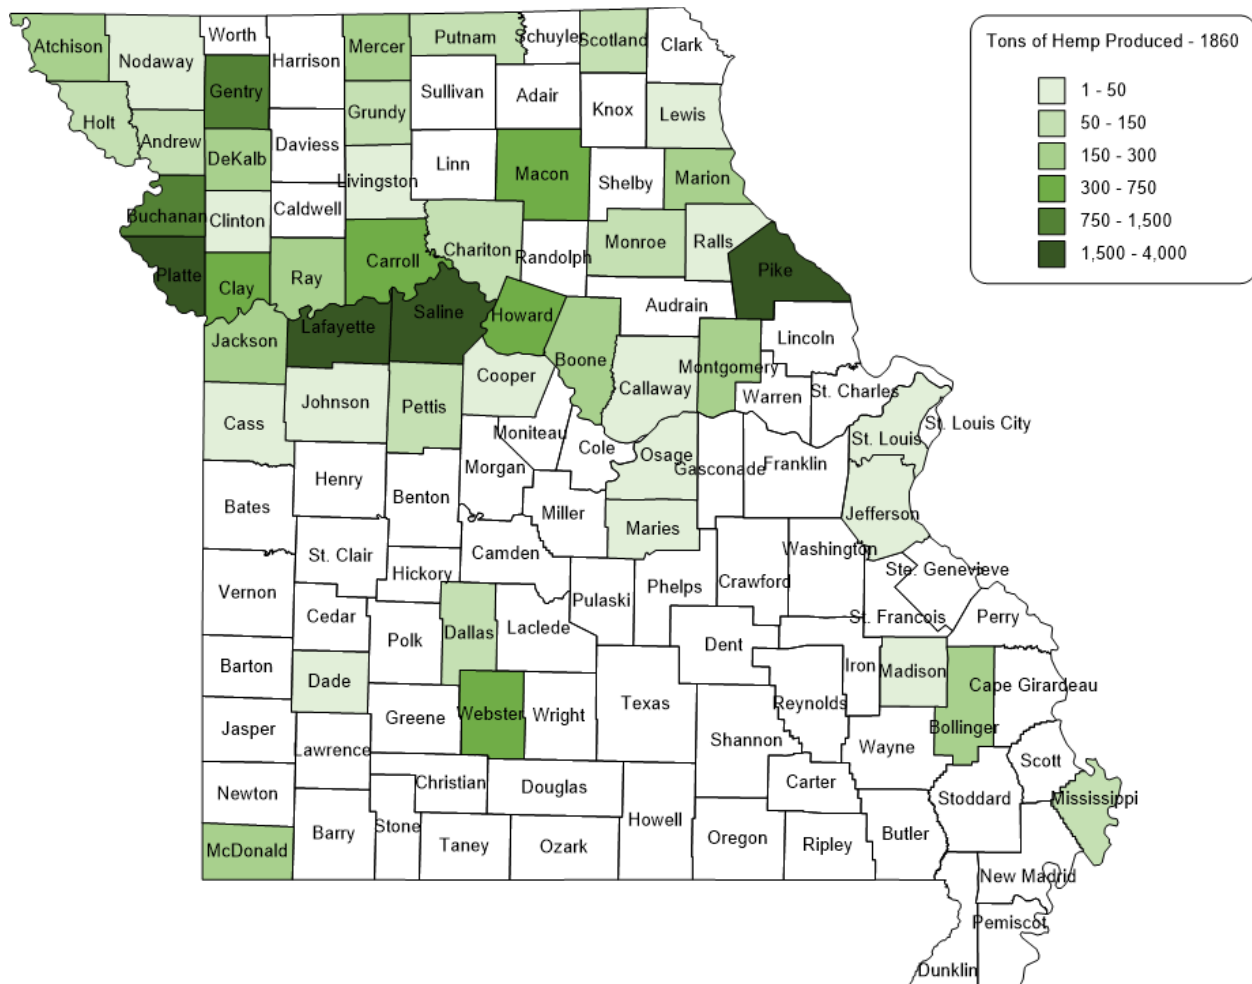 Tons of Hemp Produced - 1860
1 - 50
50 - 150
150 - 300
300 - 750
750 - 1,500
1,500 - 4,000
Atchison
Nodaway
Worth
Harrison
Mercer
Putnam
Schuyle
Scotland
Clark
Gentry
Sullivan
Adair
Knox
Lewis
Holt
Andrew
Grundy
Daviess
DeKalb
Linn
Macon
Shelby
Marion
Livingston
Buchanan
Clinton
Caldwell
Chariton
Randolph
Monroe
Ralls
Platte
Clay
Ray
Carroll
Pike
Audrain
Jackson
Lafayette
Saline
Howard
Lincoln
Boone
Montgomery
Cooper
Callaway
Warren
St. Charles
Johnson
Pettis
Cass
Moniteau
Cole
Osage
Gasconade
Franklin
St. Louis
St. Louis City
Henry
Morgan
Benton
Bates
Miller
Maries
Jefferson
St. Clair
Camden
Washington
Hickory
Vernon
Pulaski
Phelps
Crawford
Ste. Genevieve
Cedar
Polk
Dallas
Laclede
Dent
St. Francois
Perry
Barton
Dade
Iron
Madison
Cape Girardeau
Jasper
Greene
Webster
Wright
Texas
Reynolds
Bollinger
Lawrence
Shannon
Wayne
Scott
Newton
Christian
Douglas
Carter
Stoddard
Mississippi
McDonald
Barry
Stone
Taney
Ozark
Howell
Oregon
Ripley
Butler
New Madrid
Pemiscot
Dunklin